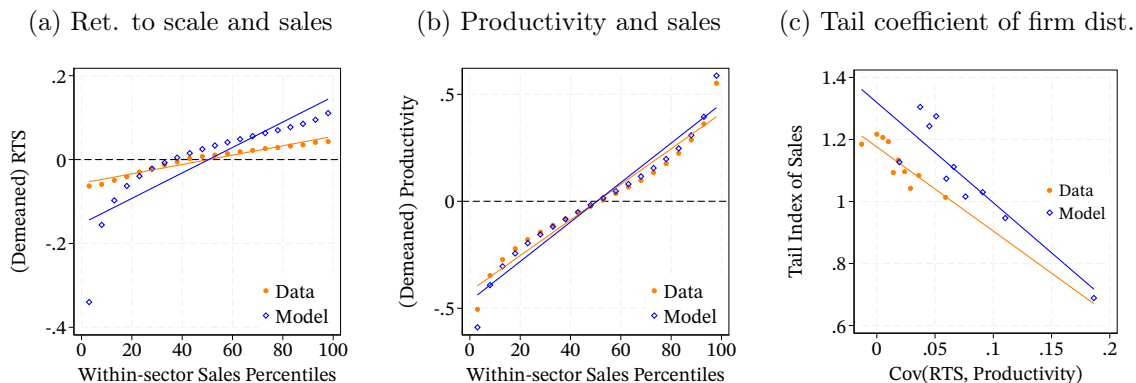 (a) Ret. to scale and sales
(b) Productivity and sales
(c) Tail coefficient of firm dist.
(Demeaned) RTS
.2
0
-.2
-.4
Data
Model
0 20 40 60 80 100
Within-sector Sales Percentiles
(Demeaned) Productivity
.5
0
-.5
Data
Model
0 20 40 60 80 100
Within-sector Sales Percentiles
Tail Index of Sales
1.4
1.2
1
.8
.6
Data
Model
0 .05 .1 .15 .2
Cov(RTS, Productivity)